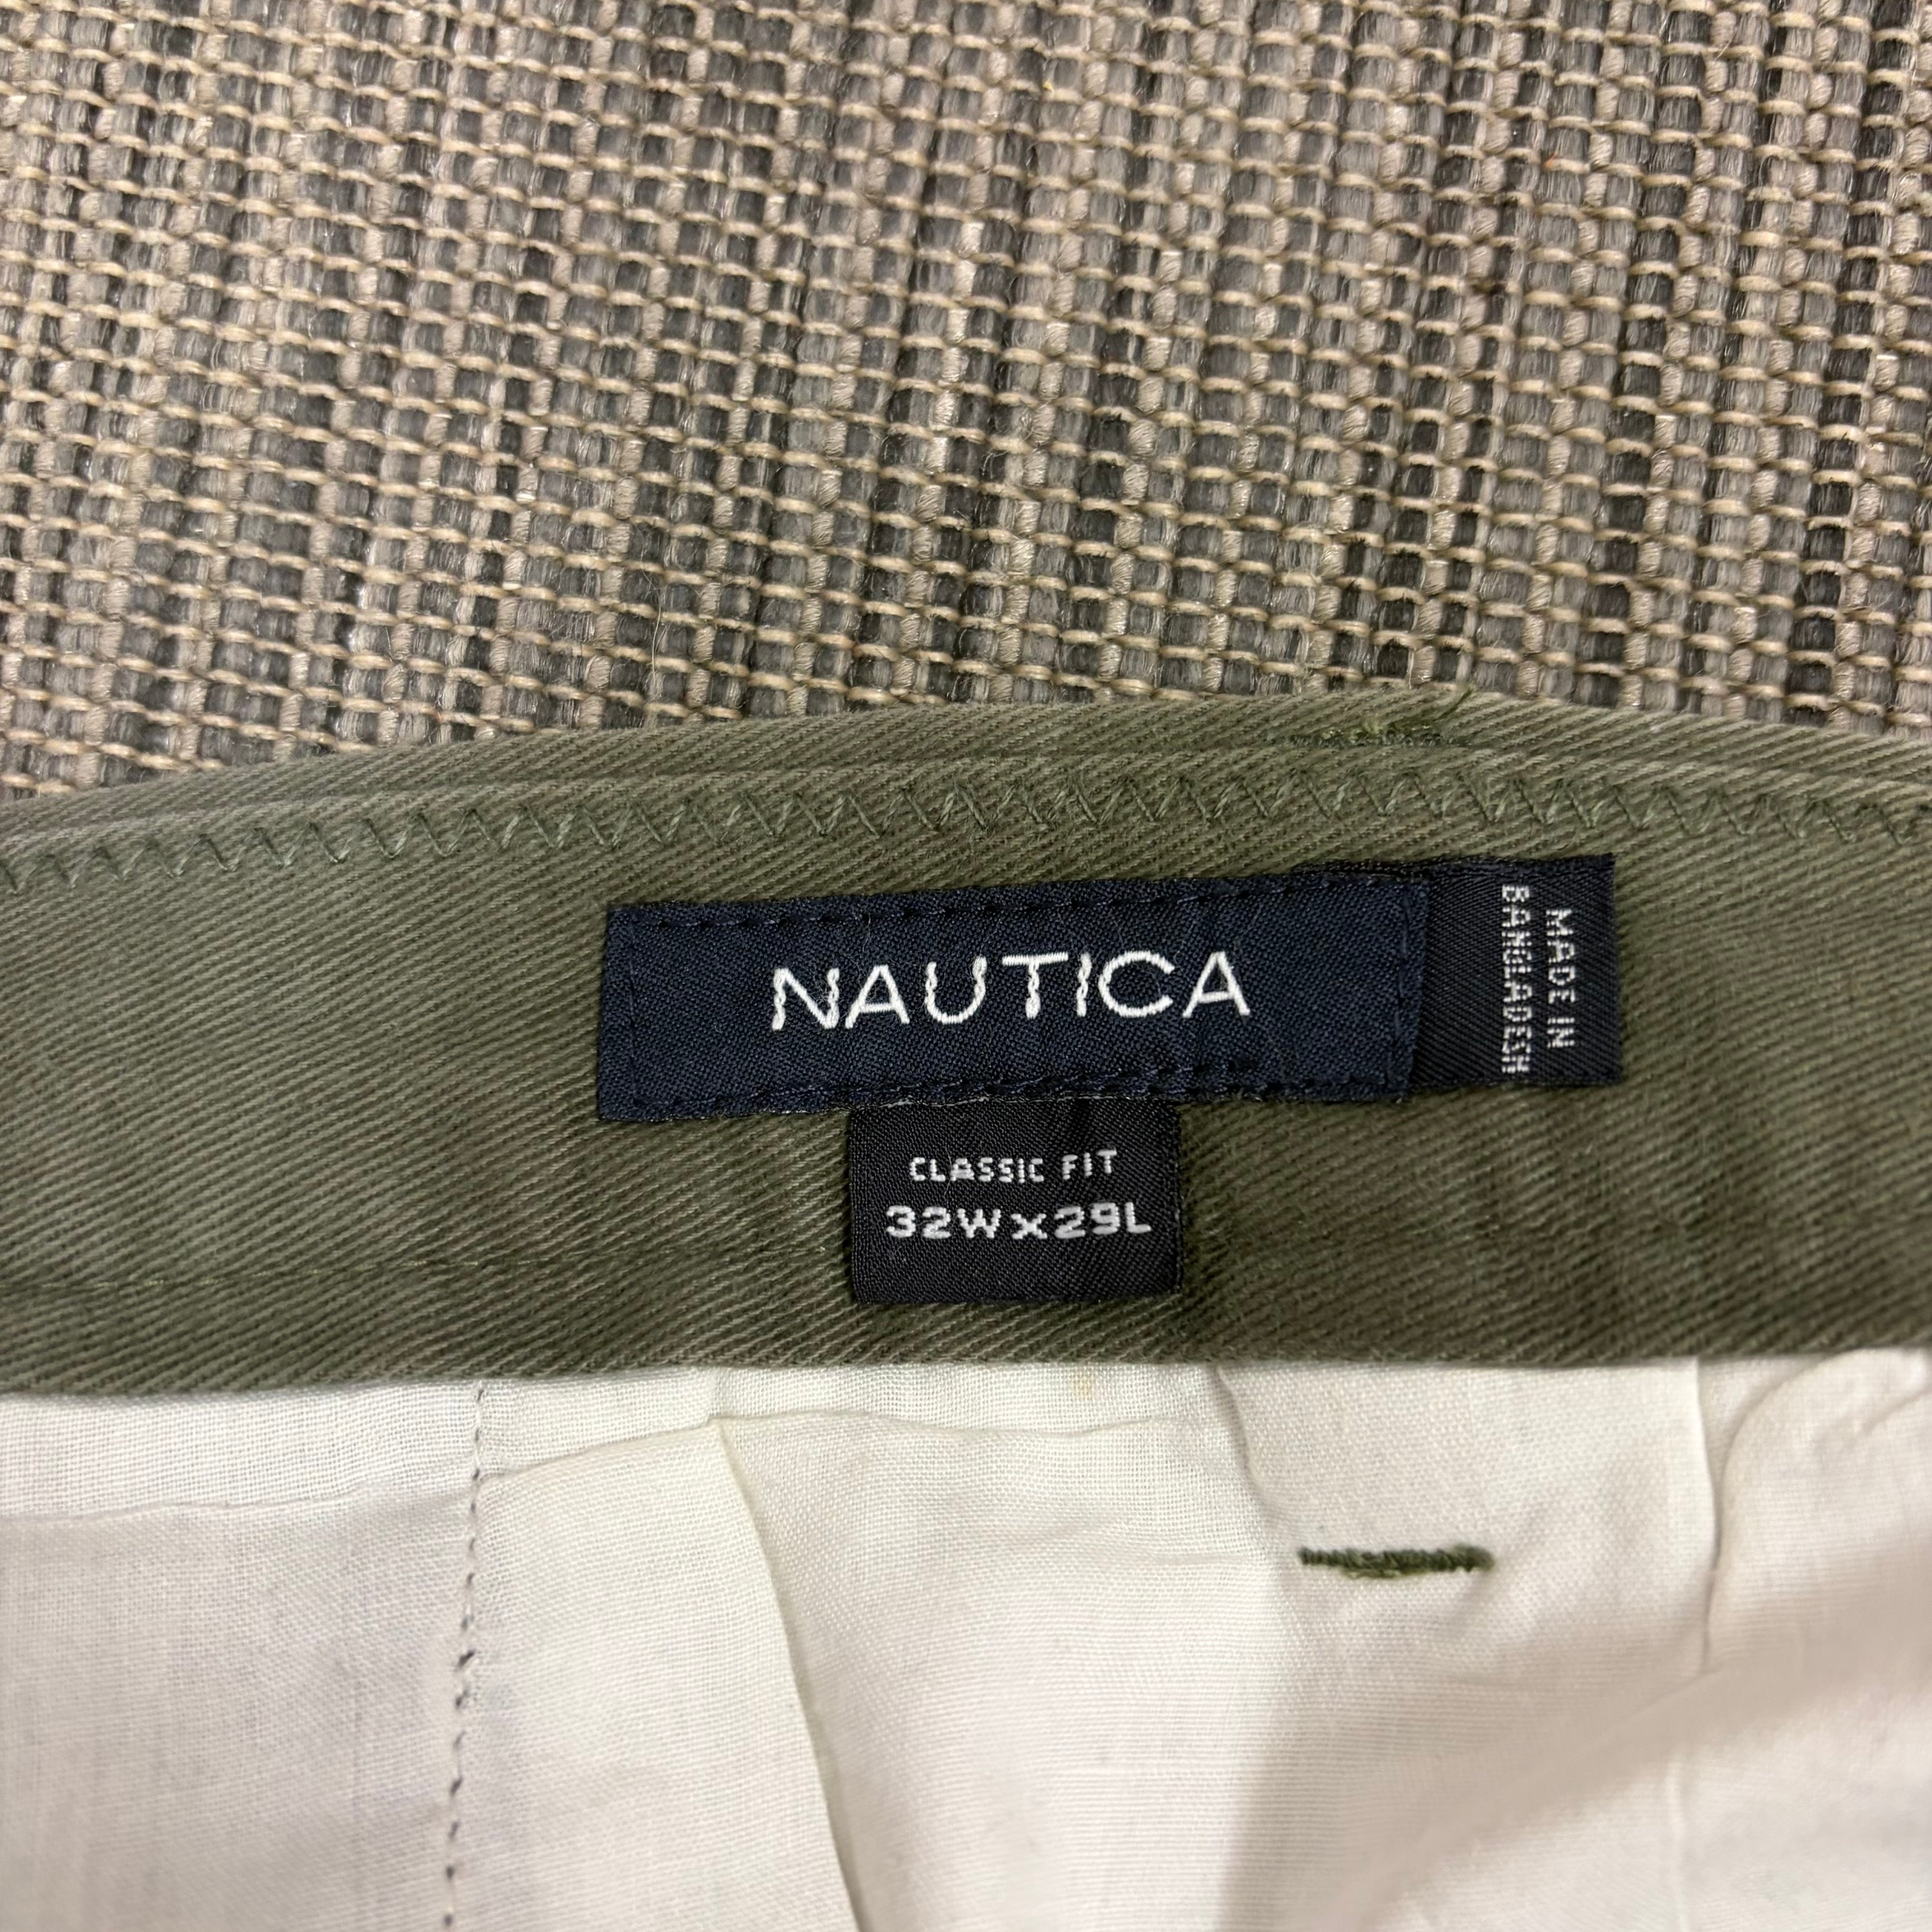 NAUTICA
MADE IN
BANGLADESH
CLASSIC FIT
32W x 29L